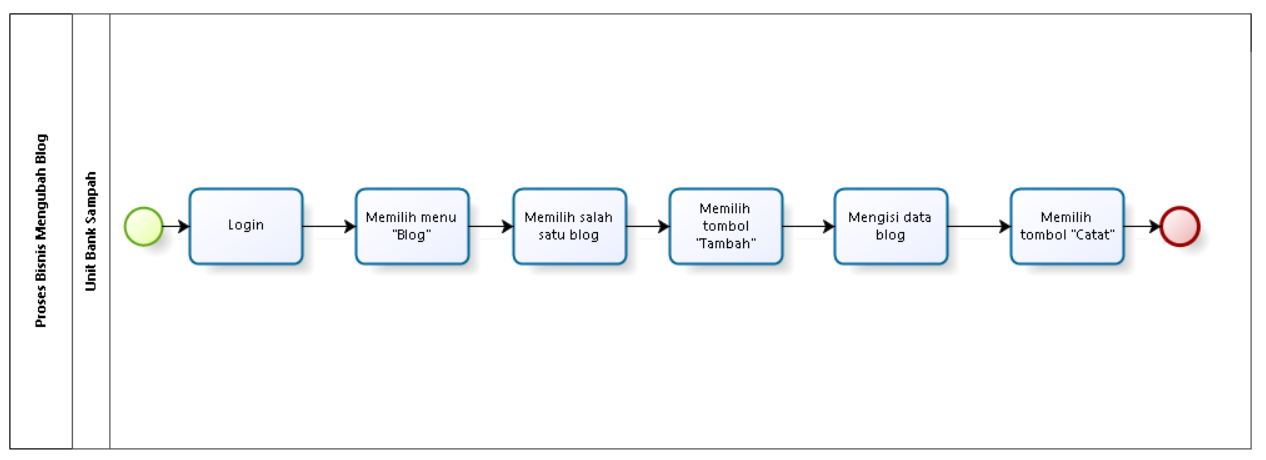 Proses Bisnis Mengubah Blog
Unit Bank Sampah
Login
Memilih menu
"Blog"
Memilih salah
satu blog
Memilih
tombol
"Tambah"
Mengisi data
blog
Memilih
tombol "Catat"